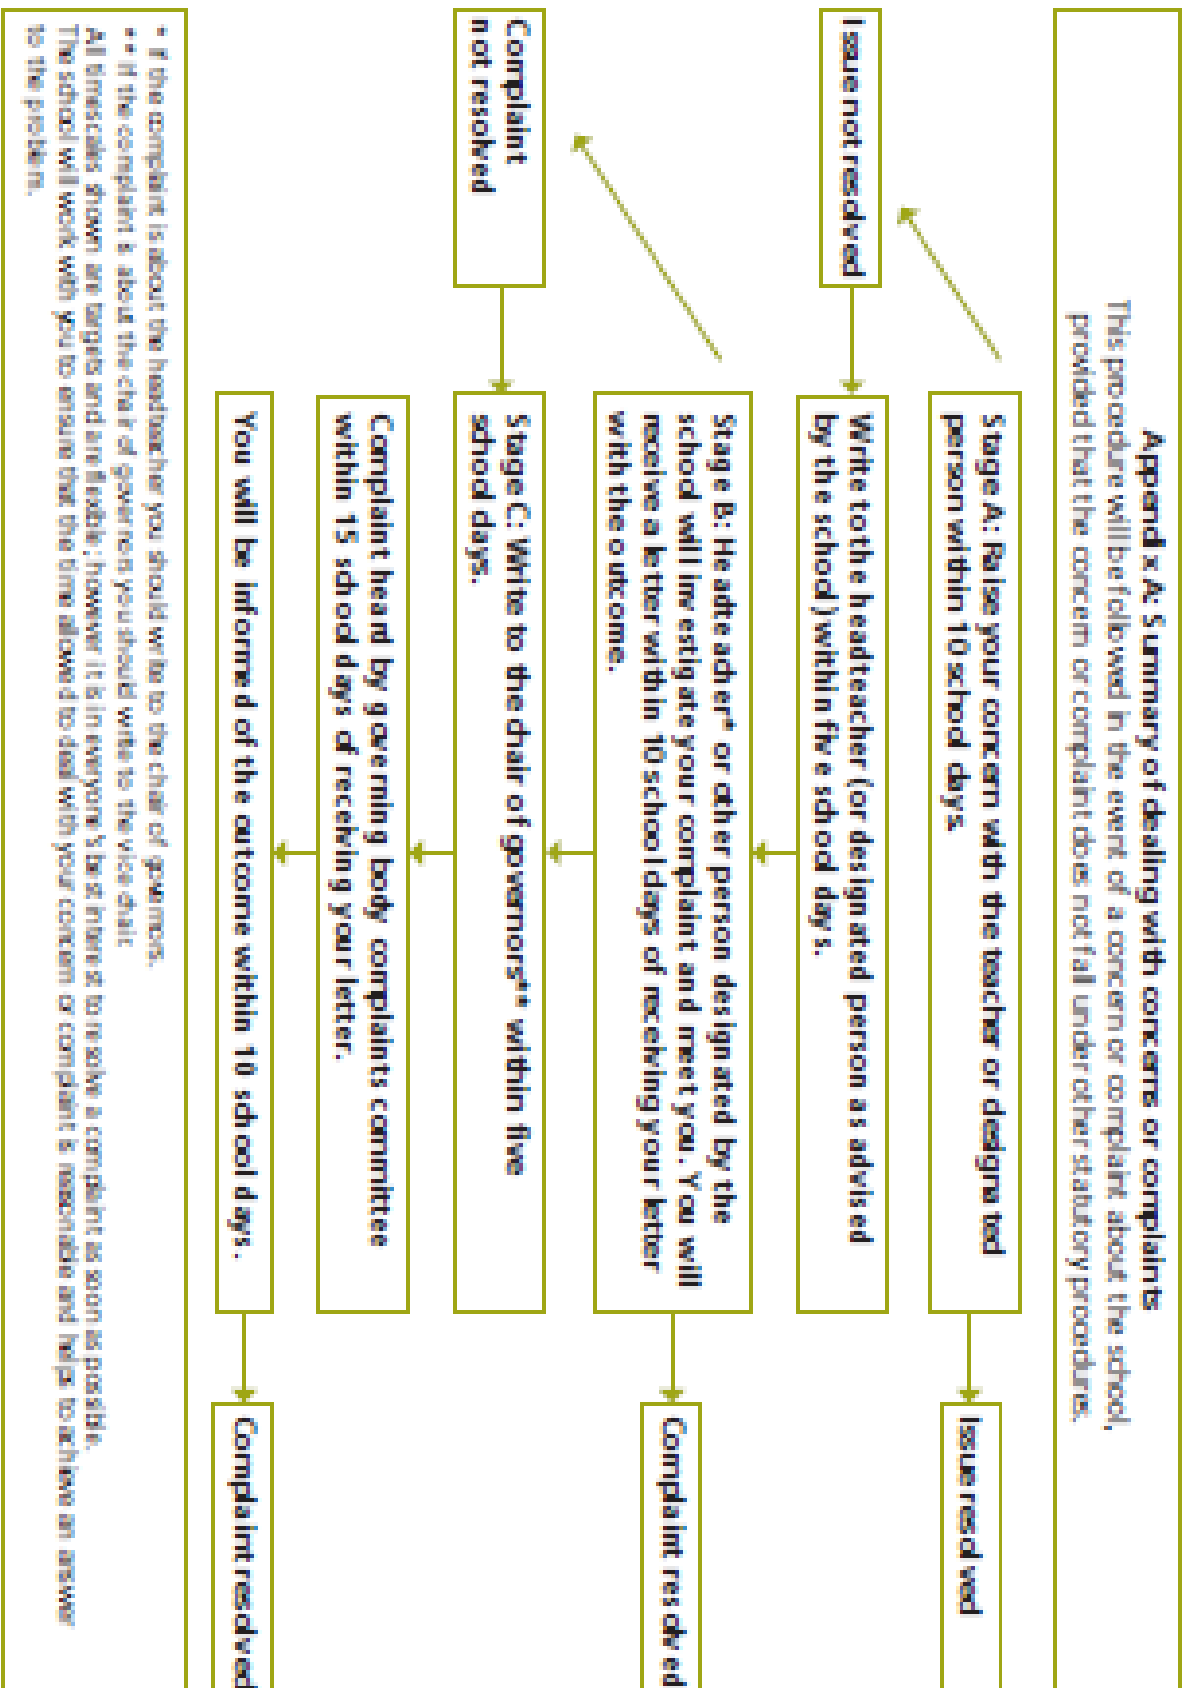 Appendix A: Summary of dealing with concerns or complaints
This procedure will be followed in the event of a concern or complaint about the school,
provided that the concern or complaint does not fall under other statutory procedures.
Stage A: Raise your concern with the teacher or designated
person within 10 school days.
Issue resolved
Issue not resolved
Write to the headteacher (or designated person as advised
by the school) within five school days.
Stage B: Headteacher* or other person designated by the
school will investigate your complaint and meet you. You will
receive a letter within 10 school days of receiving your letter
with the outcome.
Complaint resolved
Complaint
not resolved
Stage C: Write to the chair of governors** within five
school days.
Complaint heard by governing body complaints committee
within 15 school days of receiving your letter.
You will be informed of the outcome within 10 school days.
Complaint resolved
* If the complaint is about the headteacher you should write to the chair of governors.
** If the complaint is about the chair of governors you should write to the vice chair
All timescales shown are targets and are flexible; however it is in everyone's best interest to resolve a complaint as soon as possible.
The school will work with you to ensure that the time allowed to deal with your concern or complaint is reasonable and helps to achieve an answer
to the problem.